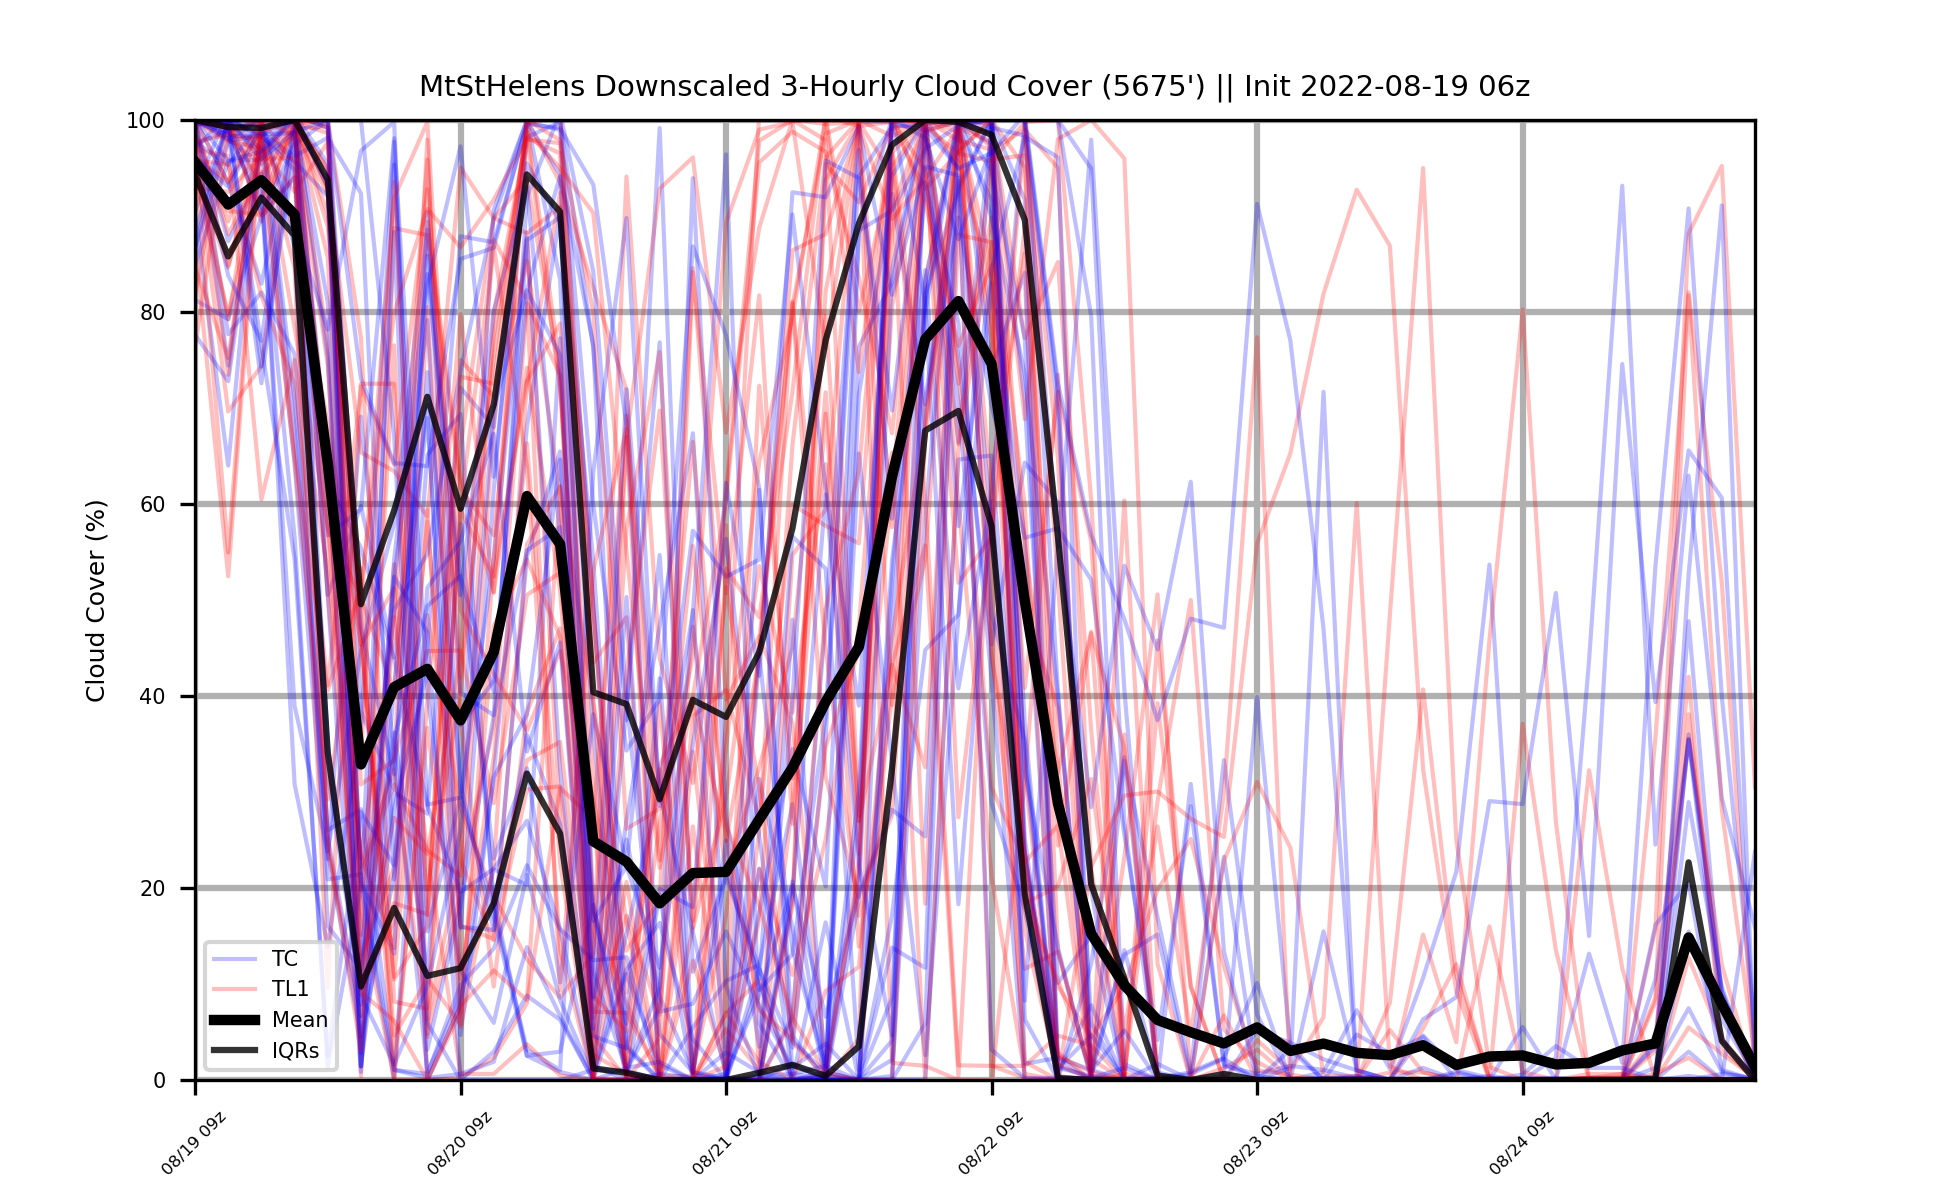 MtStHelens Downscaled 3-Hourly Cloud Cover (5675') || Init 2022-08-19 06z
Cloud Cover (%)
100
80
60
40
20
0
TC
TL1
Mean
IQRs
08/19 09z
08/20 09z
08/21 09z
08/22 09z
08/23 09z
08/24 09z